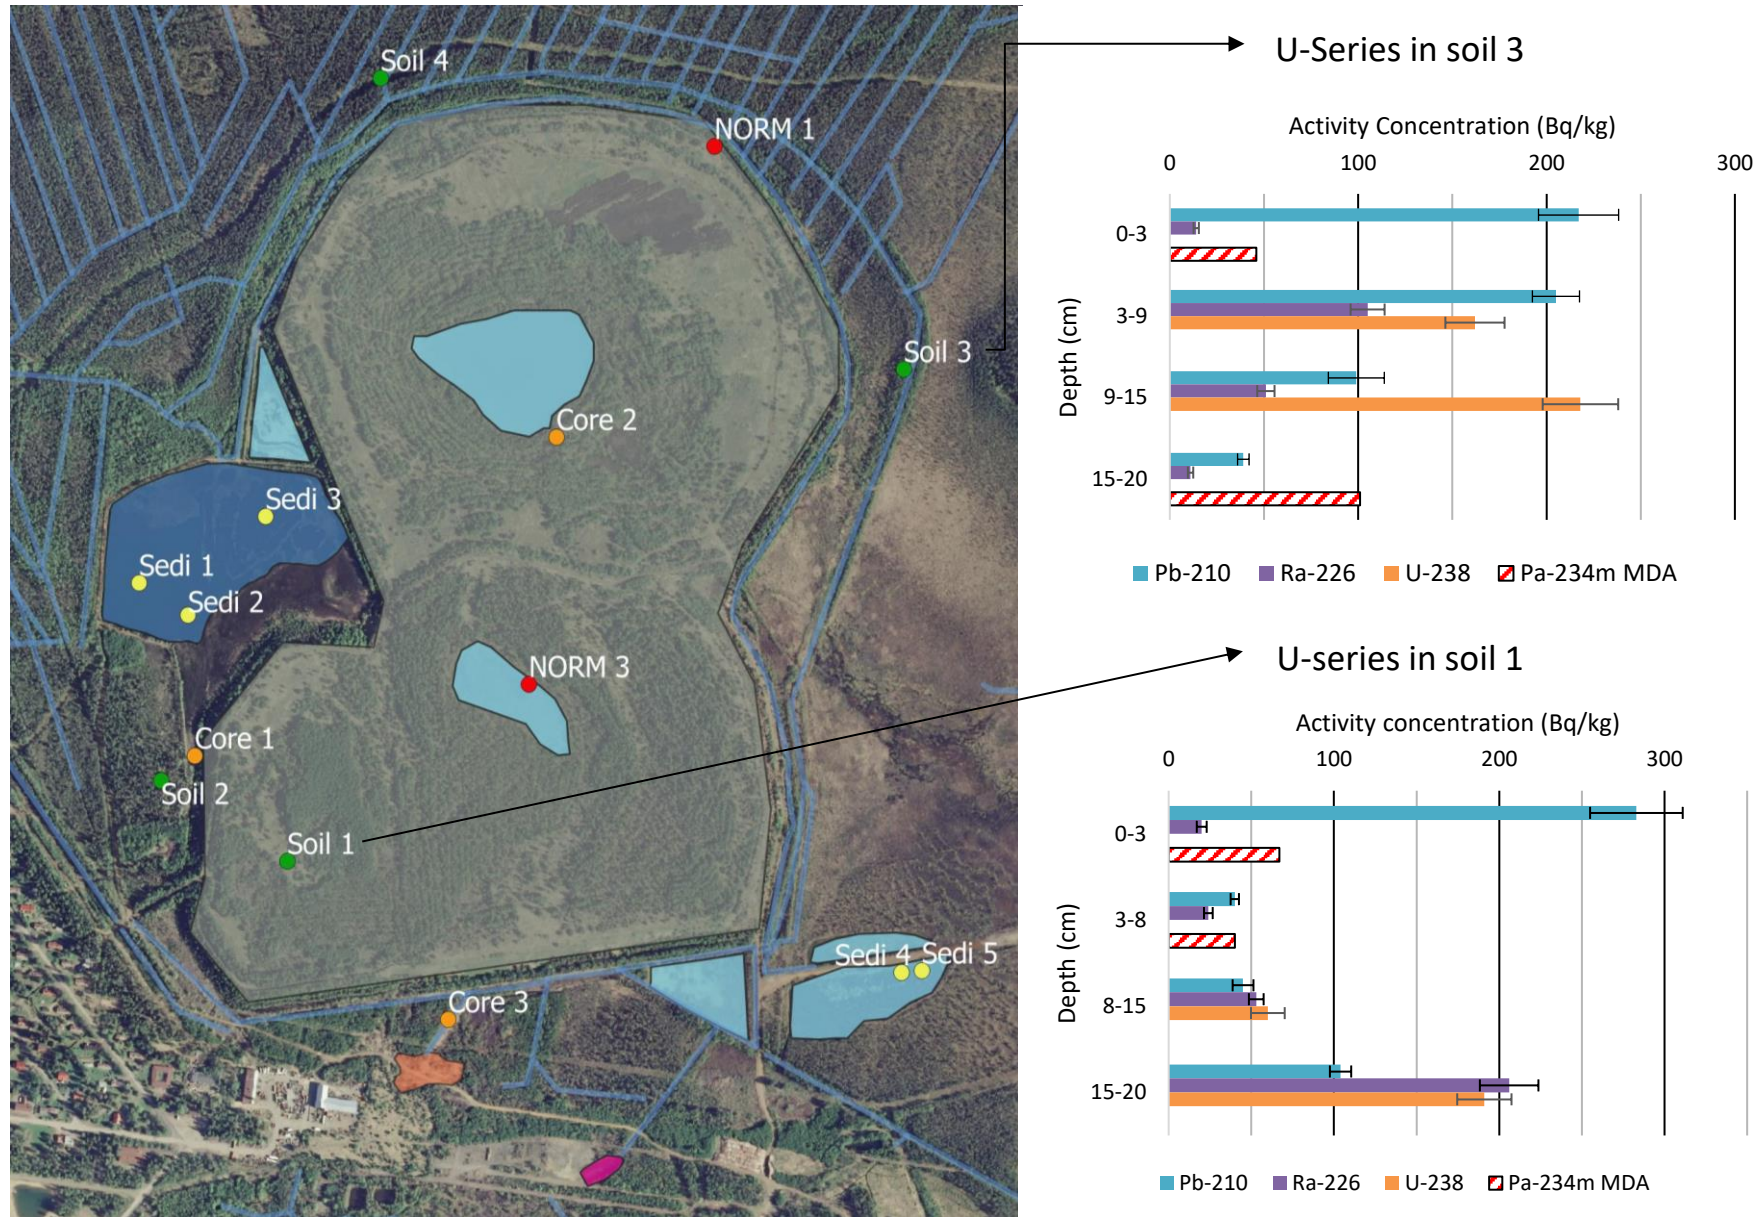 Soil 4
NORM 1
Soil 3
Core 2
Sedi 3
Sedi 1
Sedi 2
NORM 3
Core 1
Soil 2
Soil 1
Sedi 4
Sedi 5
Core 3
U-Series in soil 3
Activity Concentration (Bq/kg)
0 100 200 300
Depth (cm)
0-3
3-9
9-15
15-20
Pb-210 Ra-226 U-238 Pa-234m MDA
U-series in soil 1
Activity concentration (Bq/kg)
0 100 200 300
Depth (cm)
0-3
3-8
8-15
15-20
Pb-210 Ra-226 U-238 Pa-234m MDA